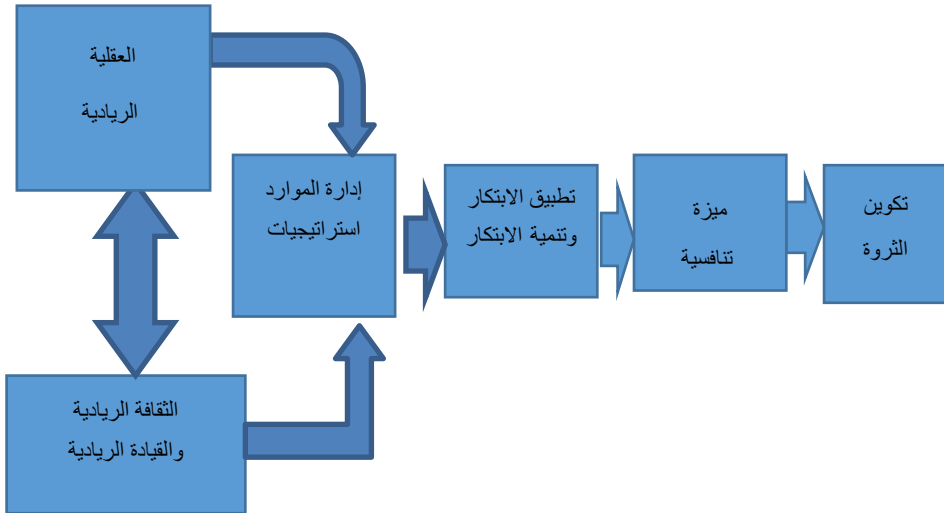 العقلية
الريادية
إدارة الموارد
استراتيجيات
تطبيق الابتكار
وتنمية الابتكار
ميزة
تنافسية
تكوين
الثروة
الثقافة الريادية
والقيادة الريادية